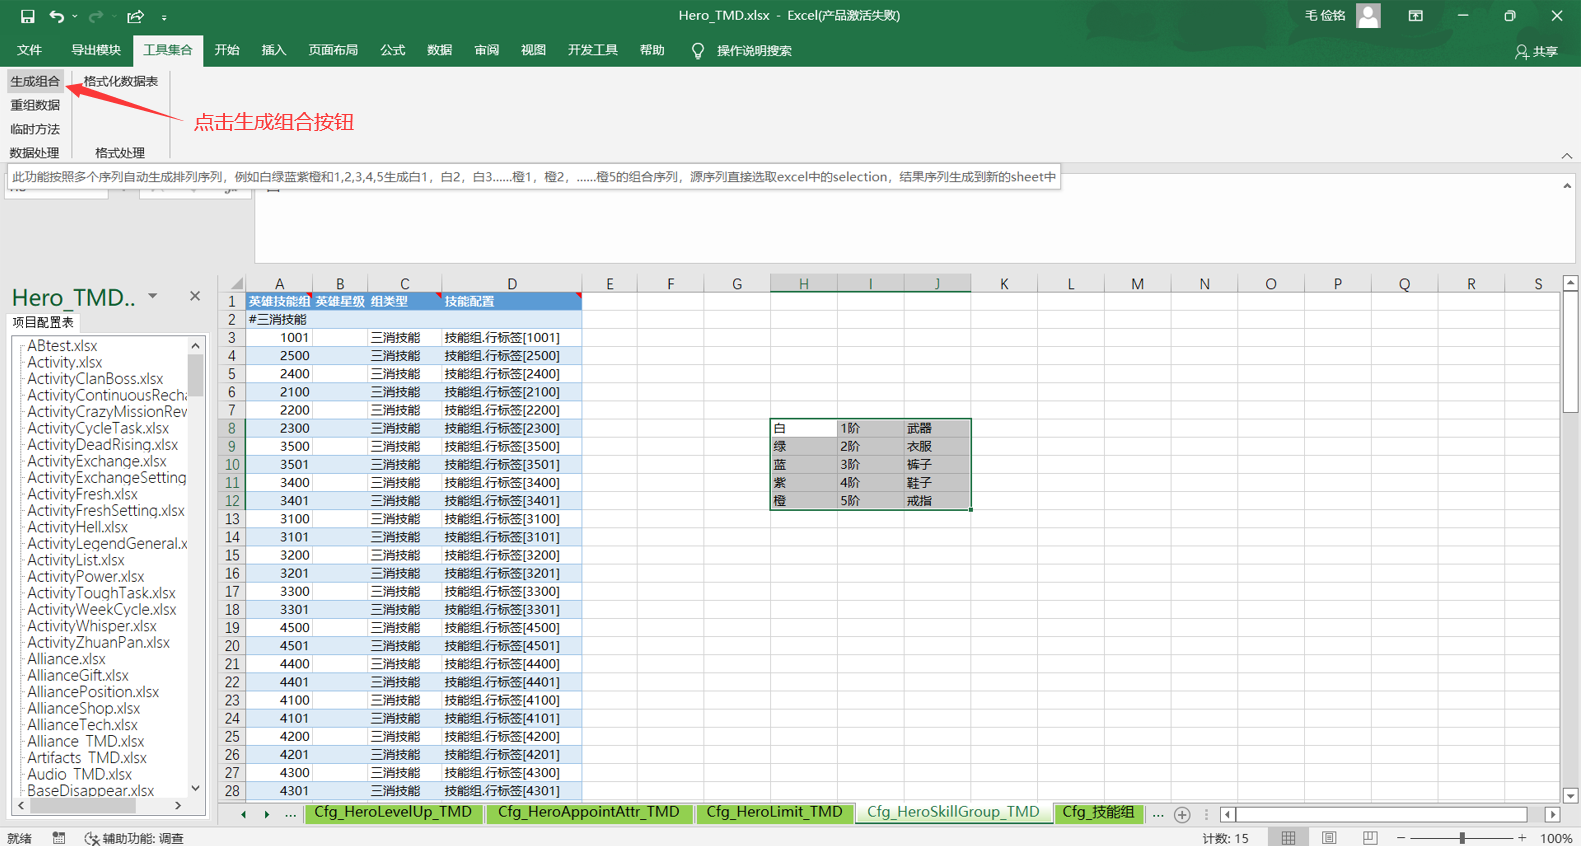 Hero_TMD.xlsx - Excel(产品激活失败)
毛 俭铭
文件 导出模块 工具集合 开始 插入 页面布局 公式 数据 审阅 视图 开发工具 帮助 操作说明搜索 共享
生成组合 格式化数据表
重组数据
临时方法
数据处理 格式处理
点击生成组合按钮
此功能按照多个序列自动生成排列序列，例如白绿蓝紫橙和1,2,3,4,5生成白1，白2，白3......橙1，橙2，......橙5的组合序列，源序列直接选取excel中的selection，结果序列生成到新的sheet中
Hero_TMD..
项目配置表
ABtest.xlsx
Activity.xlsx
ActivityClanBoss.xlsx
ActivityContinuousRecha
ActivityCrazyMissionRew
ActivityCycleTask.xlsx
ActivityDeadRising.xlsx
ActivityExchange.xlsx
ActivityExchangeSetting
ActivityFresh.xlsx
ActivityFreshSetting.xlsx
ActivityHell.xlsx
ActivityLegendGeneral.x
ActivityList.xlsx
ActivityPower.xlsx
ActivityToughTask.xlsx
ActivityWeekCycle.xlsx
ActivityWhisper.xlsx
ActivityZhuanPan.xlsx
Alliance.xlsx
AllianceGift.xlsx
AlliancePosition.xlsx
AllianceShop.xlsx
AllianceTech.xlsx
Alliance_TMD.xlsx
Artifacts_TMD.xlsx
Audio_TMD.xlsx
BaseDisappear.xlsx
A B C D E F G H I J K L M N O P Q R S
1 英雄技能组 英雄星级 组类型 技能配置
2 #三消技能
3 1001 三消技能 技能组.行标签[1001]
4 2500 三消技能 技能组.行标签[2500]
5 2400 三消技能 技能组.行标签[2400]
6 2100 三消技能 技能组.行标签[2100]
7 2200 三消技能 技能组.行标签[2200]
8 2300 三消技能 技能组.行标签[2300] 白 1阶 武器
9 3500 三消技能 技能组.行标签[3500] 绿 2阶 衣服
10 3501 三消技能 技能组.行标签[3501] 蓝 3阶 裤子
11 3400 三消技能 技能组.行标签[3400] 紫 4阶 鞋子
12 3401 三消技能 技能组.行标签[3401] 橙 5阶 戒指
13 3100 三消技能 技能组.行标签[3100]
14 3101 三消技能 技能组.行标签[3101]
15 3200 三消技能 技能组.行标签[3200]
16 3201 三消技能 技能组.行标签[3201]
17 3300 三消技能 技能组.行标签[3300]
18 3301 三消技能 技能组.行标签[3301]
19 4500 三消技能 技能组.行标签[4500]
20 4501 三消技能 技能组.行标签[4501]
21 4400 三消技能 技能组.行标签[4400]
22 4401 三消技能 技能组.行标签[4401]
23 4100 三消技能 技能组.行标签[4100]
24 4101 三消技能 技能组.行标签[4101]
25 4200 三消技能 技能组.行标签[4200]
26 4201 三消技能 技能组.行标签[4201]
27 4300 三消技能 技能组.行标签[4300]
28 4301 三消技能 技能组.行标签[4301]
... Cfg_HeroLevelUp_TMD Cfg_HeroAppointAttr_TMD Cfg_HeroLimit_TMD Cfg_HeroSkillGroup_TMD Cfg_技能组 ...
就绪 辅助功能: 调查 计数: 15 100%